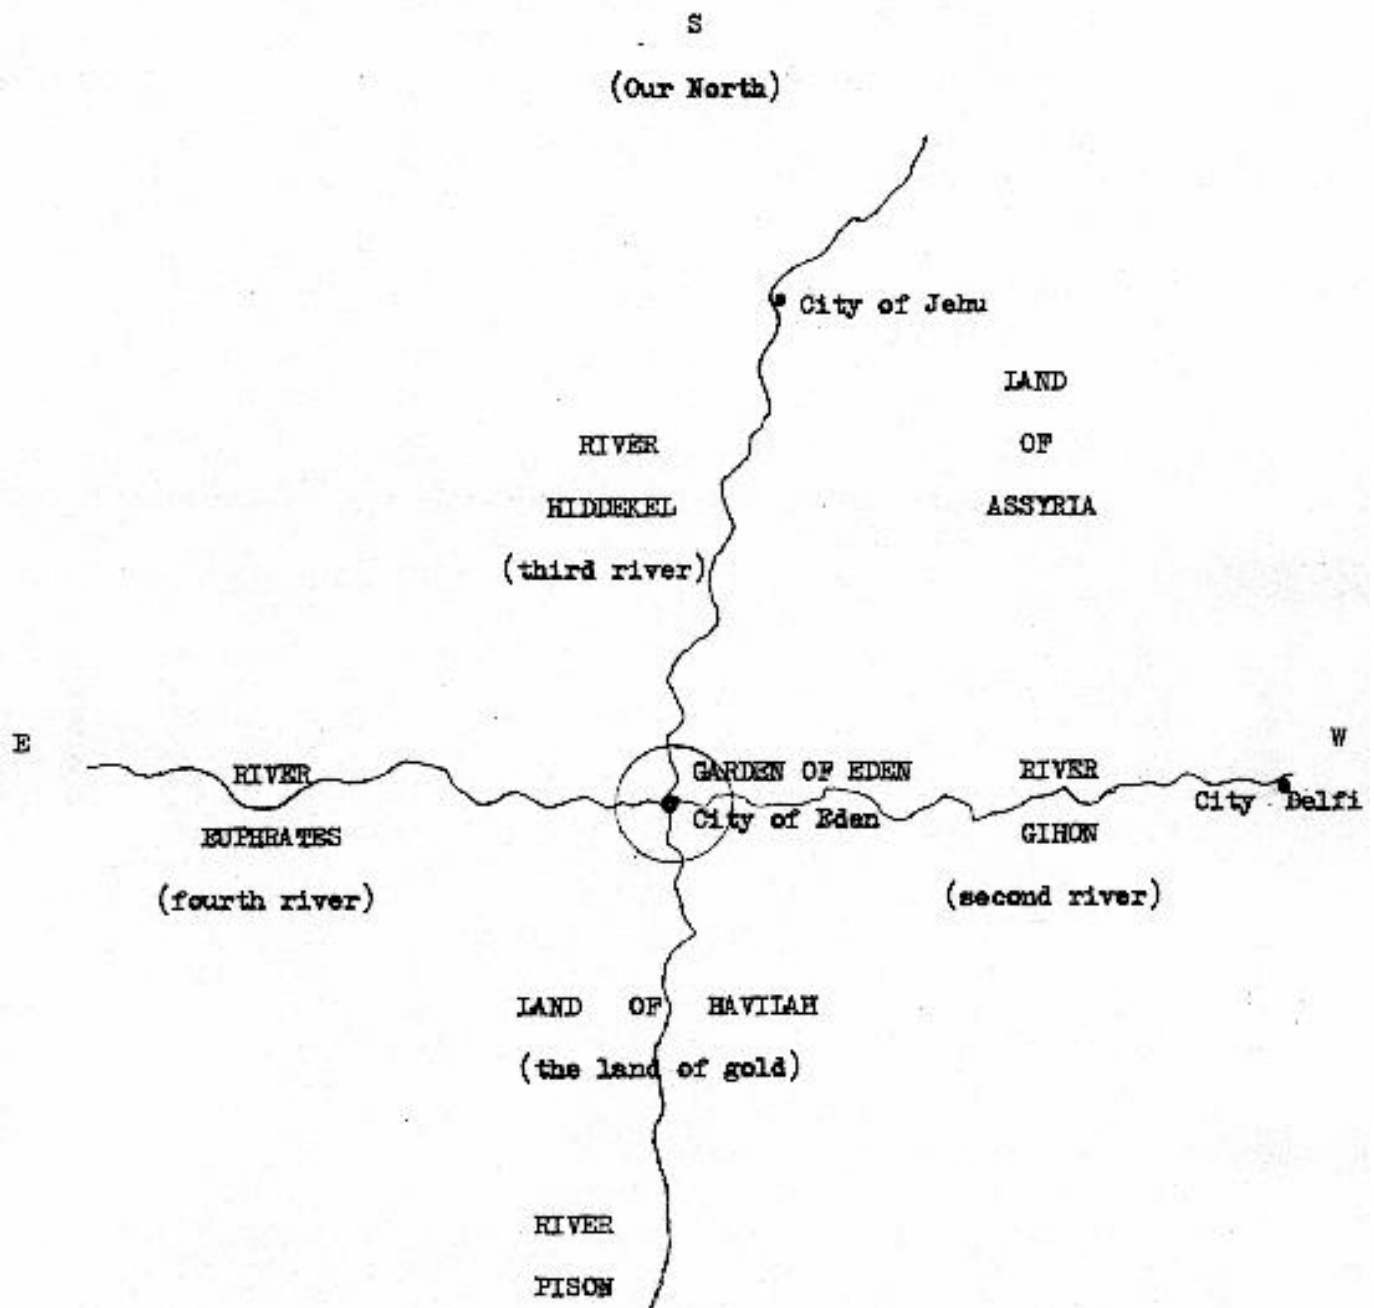 S
(Our North)
City of Jehu
LAND
OF
ASSYRIA
RIVER
HIDDEKEL
(third river)
E
W
RIVER
EUPHRATES
(fourth river)
GARDEN OF EDEN
City of Eden
RIVER
GIHON
(second river)
City Delfi
LAND OF HAVILAH
(the land of gold)
RIVER
PISON